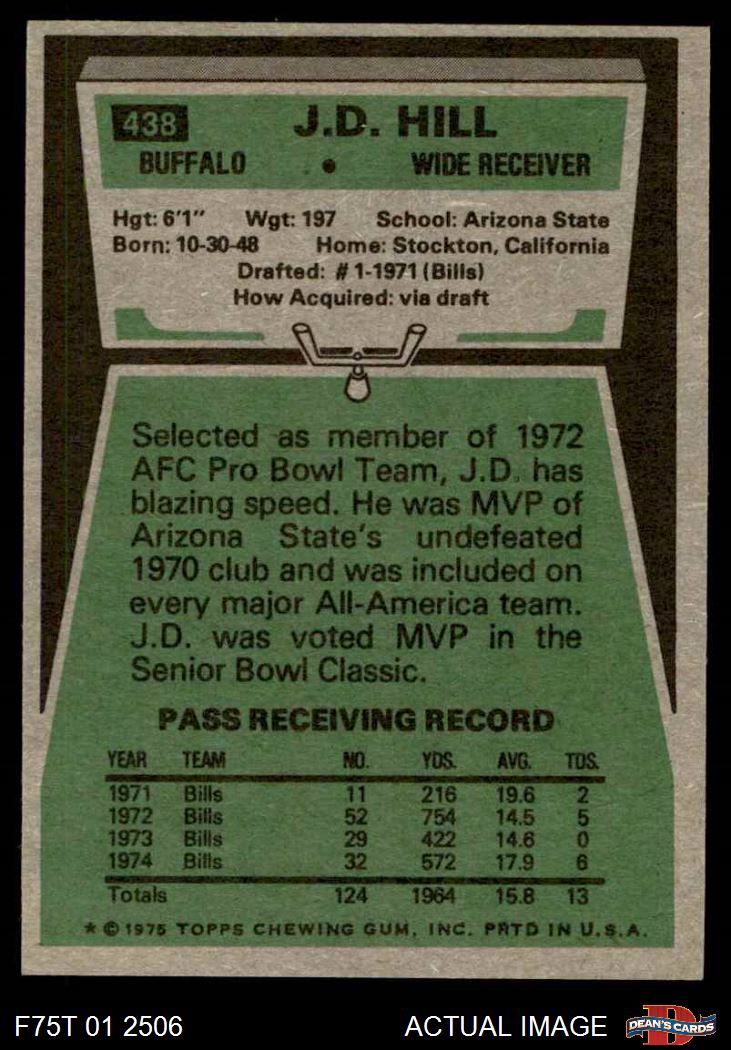 438 J.D. HILL
BUFFALO • WIDE RECEIVER
Hgt: 6'1" Wgt: 197 School: Arizona State
Born: 10-30-48 Home: Stockton, California
Drafted: #1-1971 (Bills)
How Acquired: via draft
Selected as member of 1972
AFC Pro Bowl Team, J.D. has
blazing speed. He was MVP of
Arizona State's undefeated
1970 club and was included on
every major All-America team.
J.D. was voted MVP in the
Senior Bowl Classic.
PASS RECEIVING RECORD
YEAR TEAM NO. YDS. AVG. TDS.
1971 Bills 11 216 19.6 2
1972 Bills 52 754 14.5 5
1973 Bills 29 422 14.6 0
1974 Bills 32 572 17.9 6
Totals 124 1964 15.8 13
* © 1975 TOPPS CHEWING GUM, INC. PRTD IN U.S.A.
F75T 01 2506 ACTUAL IMAGE D DEAN'S CARDS